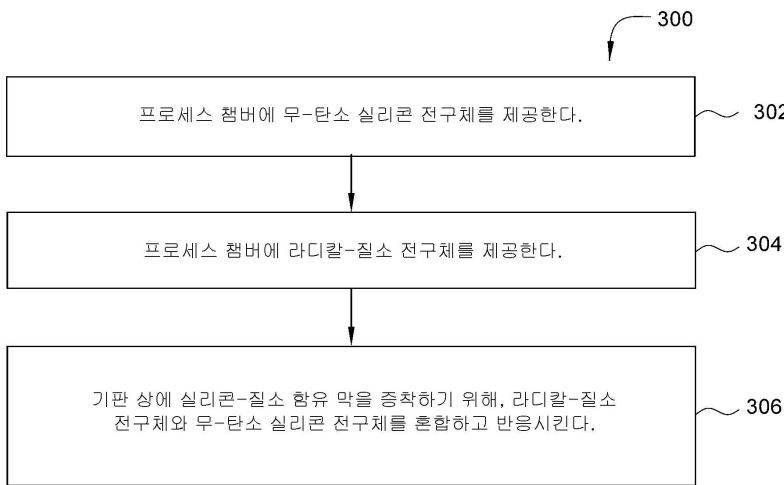 300
프로세스 챔버에 무-탄소 실리콘 전구체를 제공한다.
302
프로세스 챔버에 라디칼-질소 전구체를 제공한다.
304
기판 상에 실리콘-질소 함유 막을 증착하기 위해, 라디칼-질소
전구체와 무-탄소 실리콘 전구체를 혼합하고 반응시킨다.
306